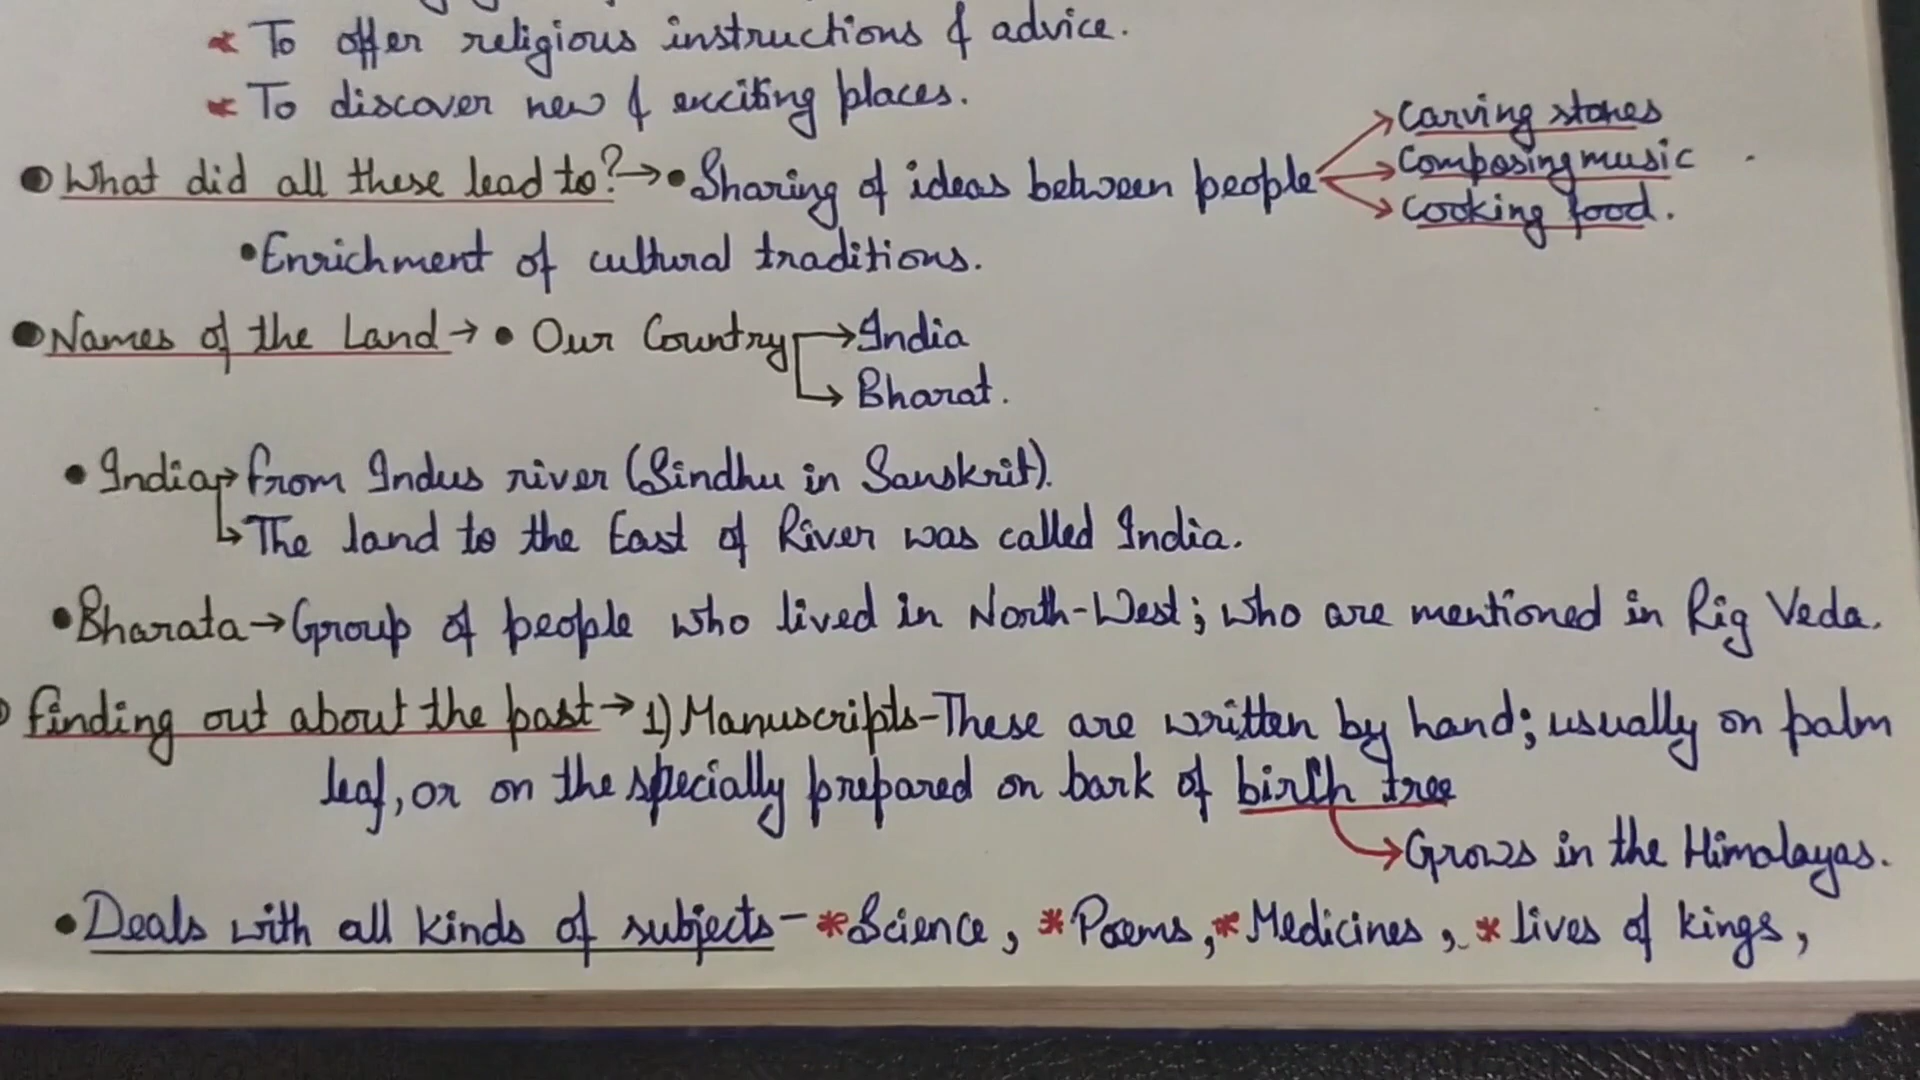 * To offer religious instructions & advice.
* To discover new & exciting places.
• What did all these lead to? → • Sharing of ideas between people → Carving stones
→ Composing music
→ Cooking food.
• Enrichment of cultural traditions.
• Names of the Land → • Our Country → India
→ Bharat.
• India → from Indus river (Sindhu in Sanskrit).
↳ The land to the East of River was called India.
• Bharata → Group of people who lived in North-West; who are mentioned in Rig Veda.
finding out about the past → 1) Manuscripts - These are written by hand; usually on palm
leaf, or on the specially prepared on bark of birth tree
→ Grows in the Himalayas.
• Deals with all kinds of subjects - * Science, * Poems, * Medicines, * lives of kings,